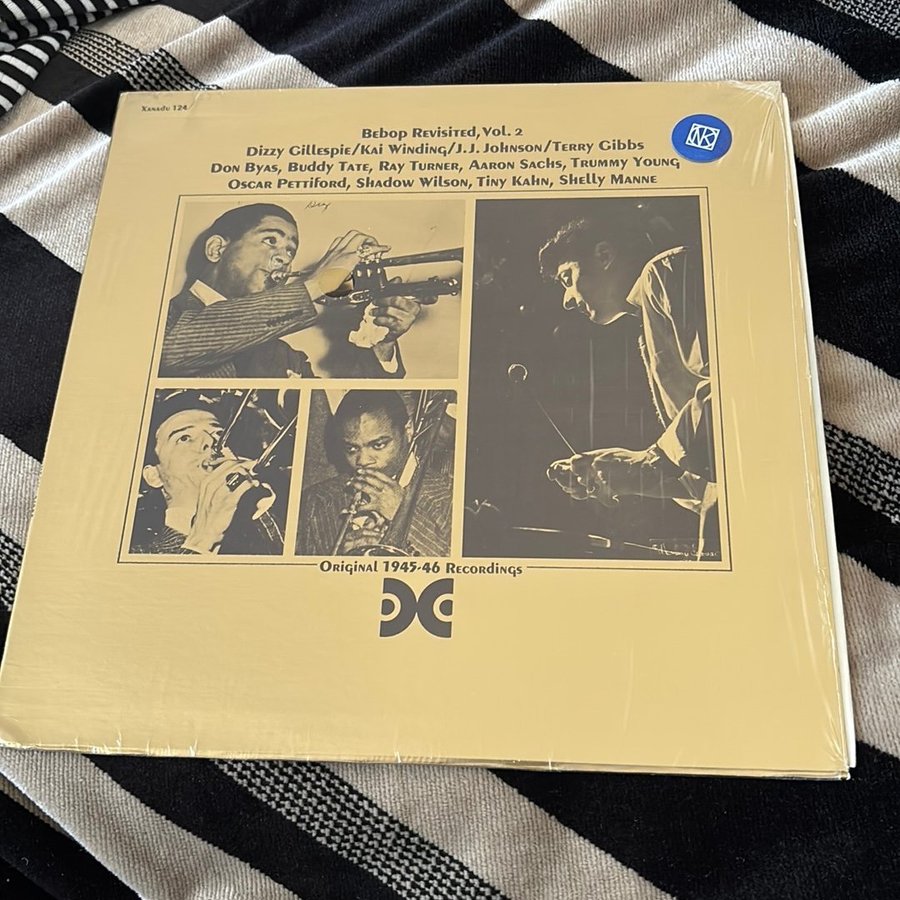 Xanadu 124
Bebop Revisited, Vol. 2
Dizzy Gillespie/Kai Winding/J.J. Johnson/Terry Gibbs
Don Byas, Buddy Tate, Ray Turner, Aaron Sachs, Trummy Young
Oscar Pettiford, Shadow Wilson, Tiny Kahn, Shelly Manne
Original 1945-46 Recordings